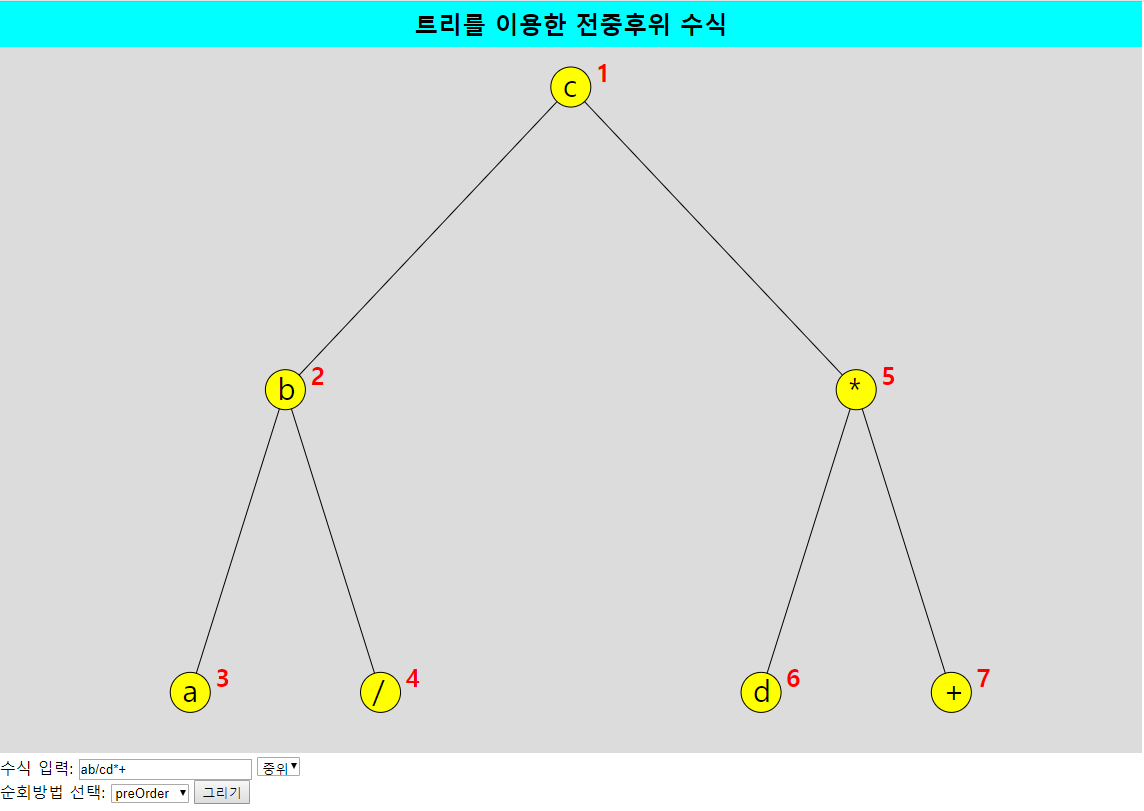 트리를 이용한 전중후위 수식
c 1
b 2
* 5
a 3
/ 4
d 6
+ 7
수식 입력: ab/cd*+ 중위
순회방법 선택: preOrder 그리기